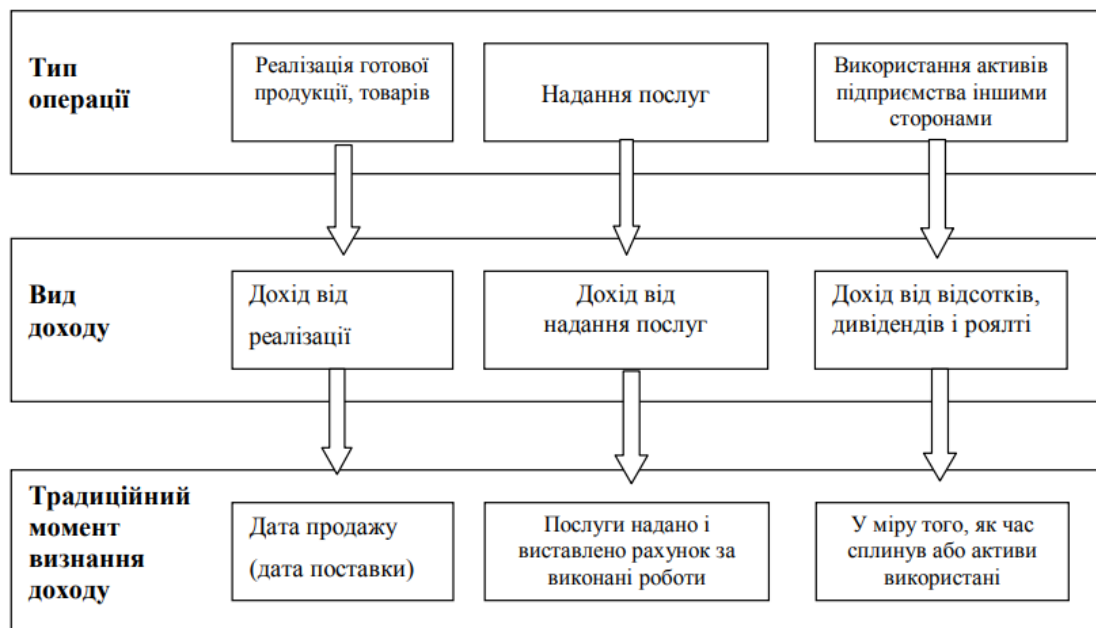 Тип
операції
Реалізація готової
продукції, товарів
Надання послуг
Використання активів
підприємства іншими
сторонами
Вид
доходу
Дохід від
реалізації
Дохід від
надання послуг
Дохід від відсотків,
дивідендів і роялті
Традиційний
момент
визнання
доходу
Дата продажу
(дата поставки)
Послуги надано і
виставлено рахунок за
виконані роботи
У міру того, як час
сплинув або активи
використані